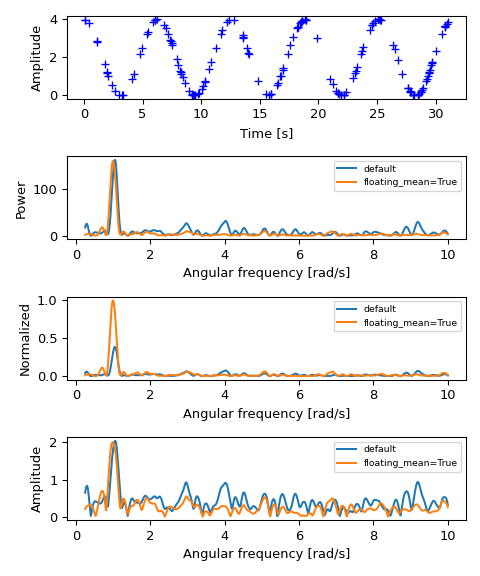 4
2
0
Amplitude
0 5 10 15 20 25 30
Time [s]
100
0
Power
default
floating_mean=True
0 2 4 6 8 10
Angular frequency [rad/s]
1.0
0.5
0.0
Normalized
default
floating_mean=True
0 2 4 6 8 10
Angular frequency [rad/s]
2
1
0
Amplitude
default
floating_mean=True
0 2 4 6 8 10
Angular frequency [rad/s]